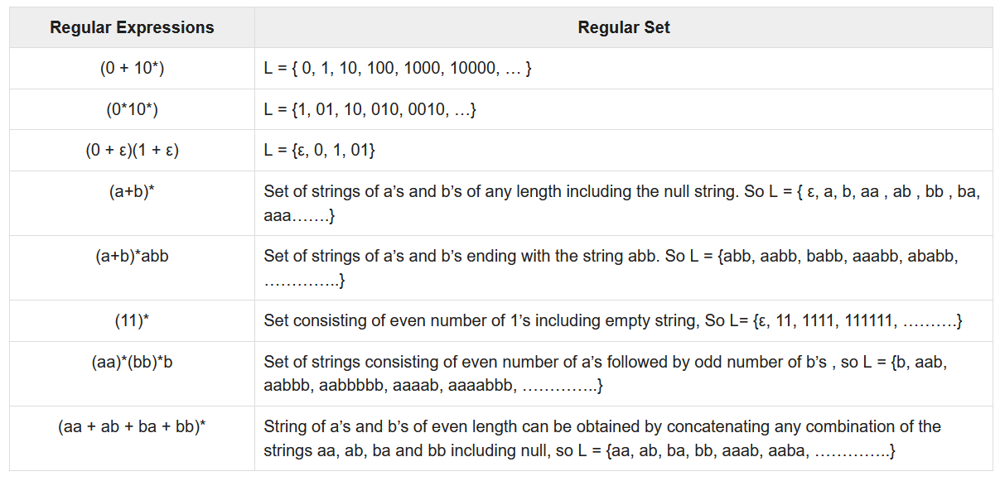 Regular Expressions
Regular Set
(0 + 10*)
L = { 0, 1, 10, 100, 1000, 10000, … }
(0*10*)
L = {1, 01, 10, 010, 0010, …}
(0 + ε)(1 + ε)
L = {ε, 0, 1, 01}
(a+b)*
Set of strings of a’s and b’s of any length including the null string. So L = { ε, a, b, aa , ab , bb , ba,
aaa…….}
(a+b)*abb
Set of strings of a’s and b’s ending with the string abb. So L = {abb, aabb, babb, aaabb, ababb,
…………..}
(11)*
Set consisting of even number of 1’s including empty string, So L= {ε, 11, 1111, 111111, ……….}
(aa)*(bb)*b
Set of strings consisting of even number of a’s followed by odd number of b’s , so L = {b, aab,
aabbb, aabbbbb, aaaab, aaaabbb, …………..}
(aa + ab + ba + bb)*
String of a’s and b’s of even length can be obtained by concatenating any combination of the
strings aa, ab, ba and bb including null, so L = {aa, ab, ba, bb, aaab, aaba, …………..}